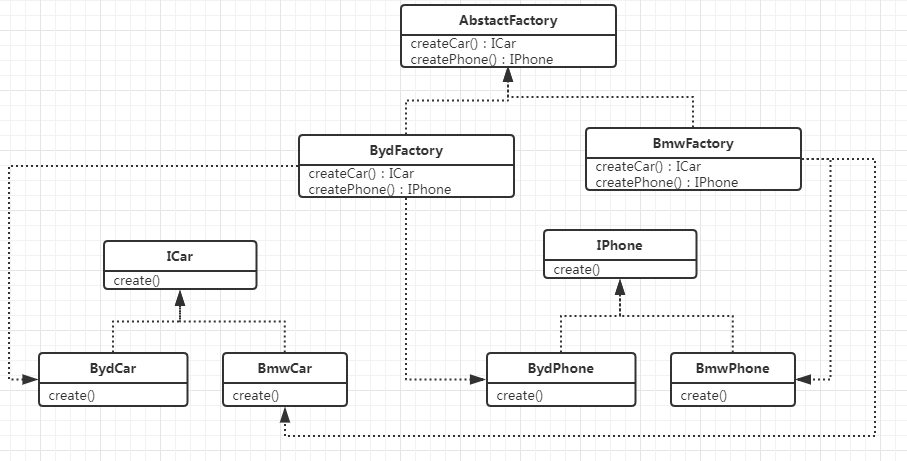 AbstactFactory
createCar() : ICar
createPhone() : IPhone
BydFactory
createCar() : ICar
createPhone() : IPhone
BmwFactory
createCar() : ICar
createPhone() : IPhone
ICar
create()
IPhone
create()
BydCar
create()
BmwCar
create()
BydPhone
create()
BmwPhone
create()